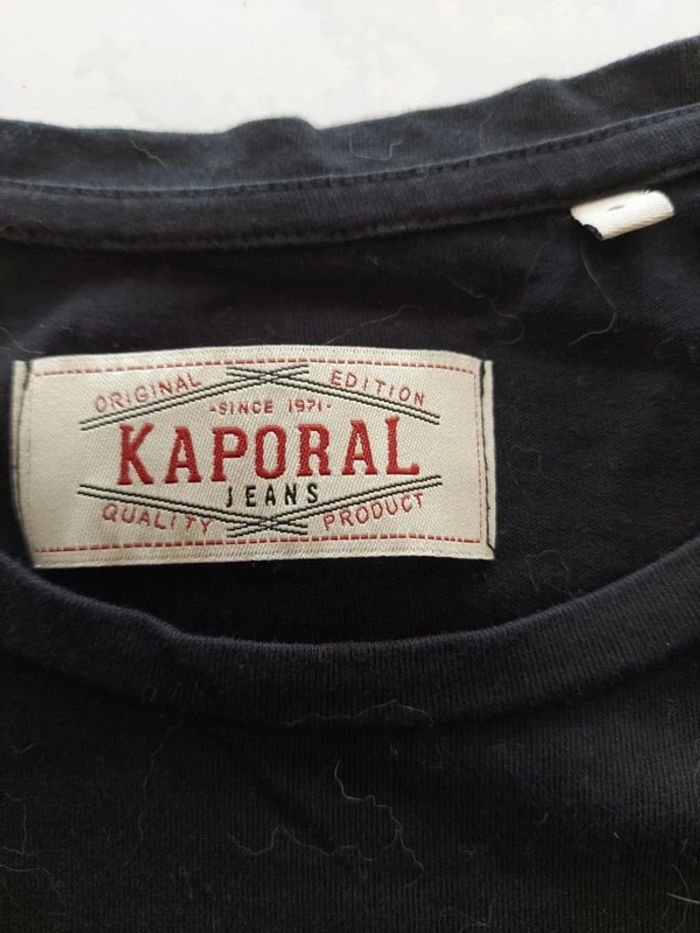 ORIGINAL EDITION
-SINCE 1971-
KAPORAL
JEANS
QUALITY PRODUCT